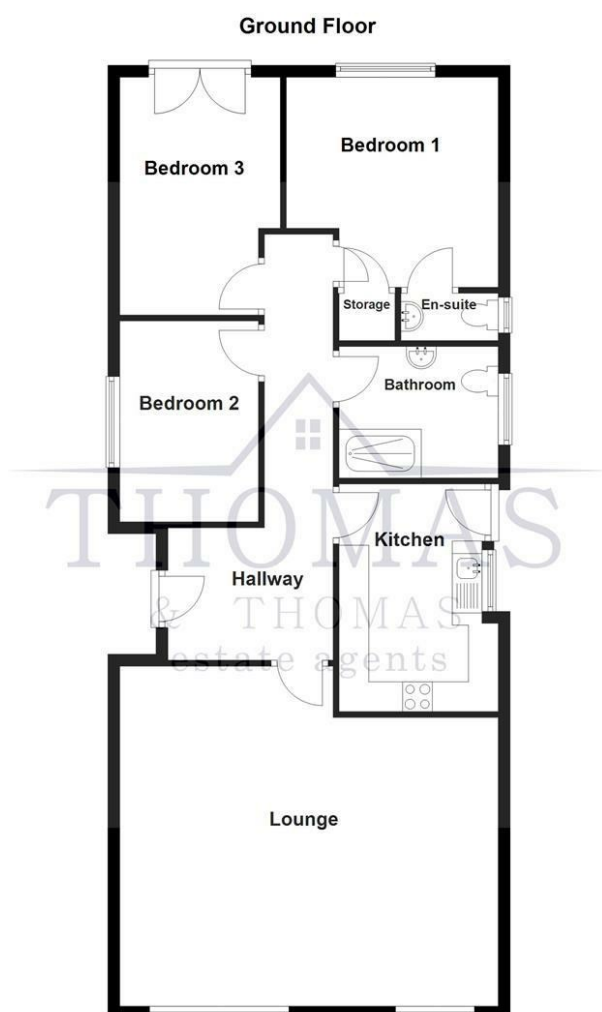 Ground Floor
Bedroom 3
Bedroom 1
Storage
En-suite
Bathroom
Bedroom 2
THOMAS
Kitchen
Hallway
& THOMAS
estate agents
Lounge